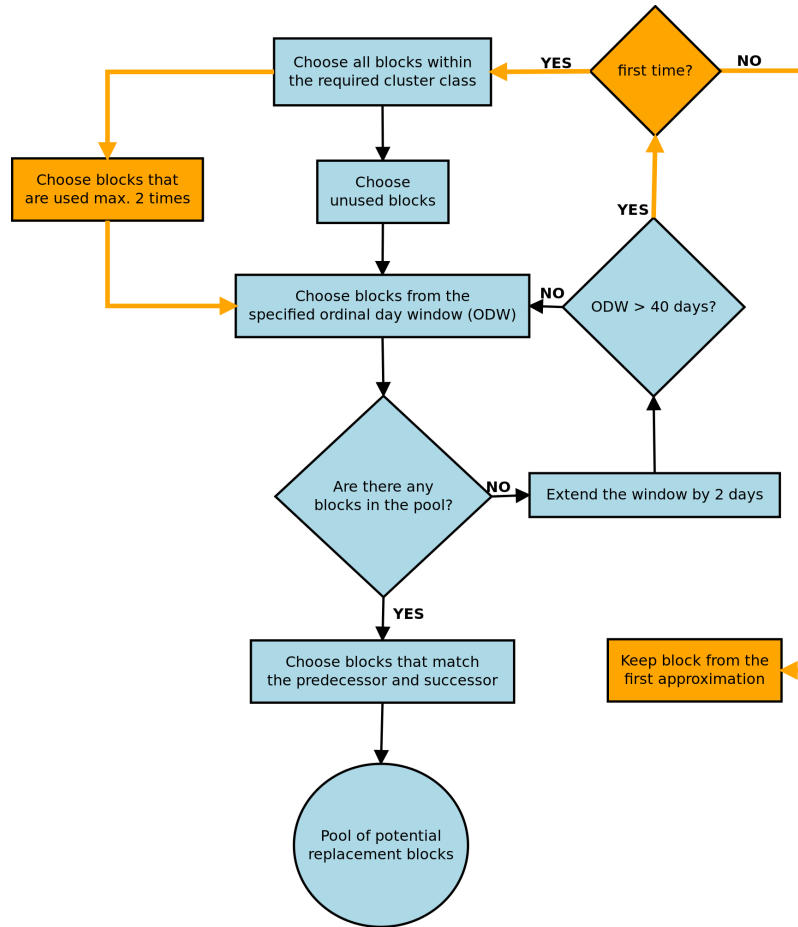 Choose all blocks within
the required cluster class
YES
first time?
NO
Choose blocks that
are used max. 2 times
Choose
unused blocks
YES
Choose blocks from the
specified ordinal day window (ODW)
NO
ODW > 40 days?
Are there any
blocks in the pool?
NO
Extend the window by 2 days
YES
Choose blocks that match
the predecessor and successor
Keep block from the
first approximation
Pool of potential
replacement blocks